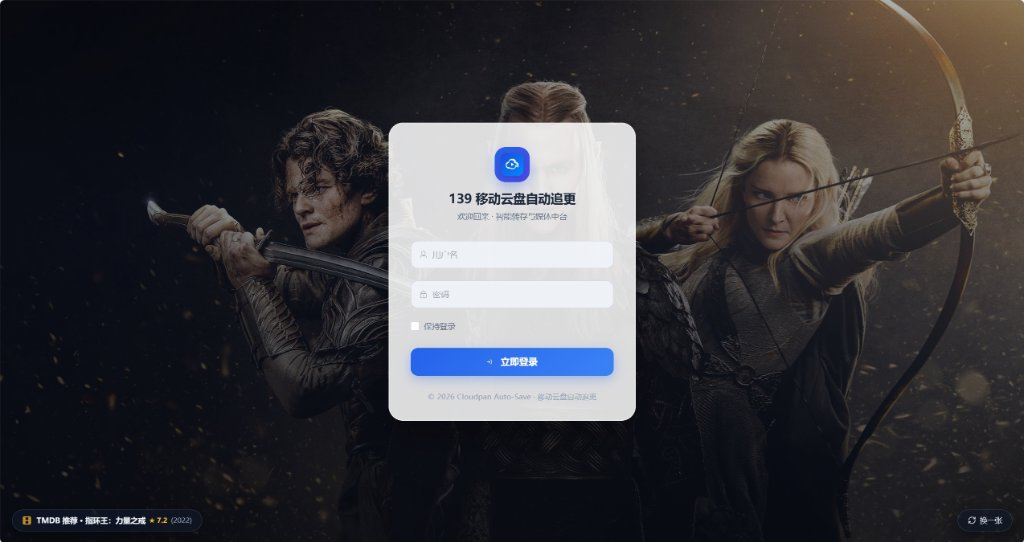 139 移动云盘自动追更
欢迎回来 · 智能转存与媒体中台
用户名
密码
保持登录
立即登录
© 2026 Cloudpan Auto-Save · 移动云盘自动追更
TMDB 推荐 · 指环王：力量之戒 ★ 7.2 (2022)
换一张